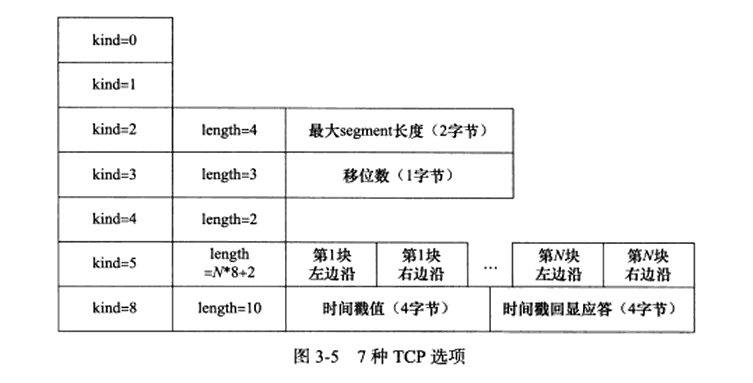 kind=0
kind=1
kind=2 length=4 最大segment长度（2字节）
kind=3 length=3 移位数（1字节）
kind=4 length=2
kind=5 length =N*8+2 第1块 左边沿 第1块 右边沿 … 第N块 左边沿 第N块 右边沿
kind=8 length=10 时间戳值（4字节） 时间戳回显应答（4字节）
图 3-5 7 种 TCP 选项